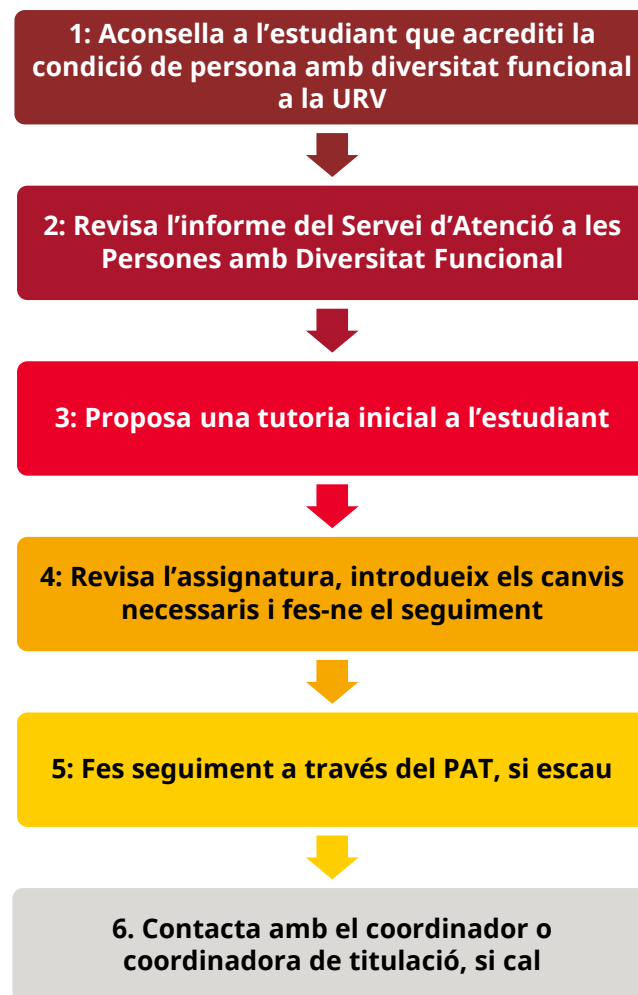 1: Aconsella a l’estudiant que acrediti la
condició de persona amb diversitat funcional
a la URV
2: Revisa l’informe del Servei d’Atenció a les
Persones amb Diversitat Funcional
3: Proposa una tutoria inicial a l’estudiant
4: Revisa l’assignatura, introdueix els canvis
necessaris i fes-ne el seguiment
5: Fes seguiment a través del PAT, si escau
6. Contacta amb el coordinador o
coordinadora de titulació, si cal